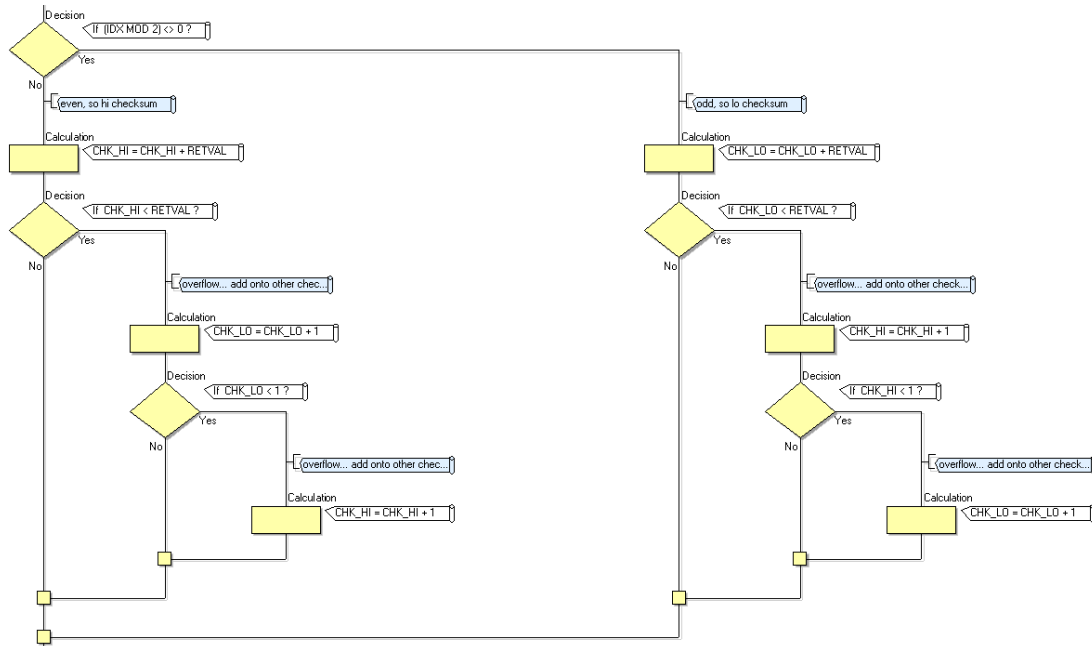 Decision
If (IDX MOD 2) <> 0 ?
Yes
No
even, so hi checksum
odd, so lo checksum
Calculation
CHK_HI = CHK_HI + RETVAL
Calculation
CHK_LO = CHK_LO + RETVAL
Decision
If CHK_HI < RETVAL ?
Decision
If CHK_LO < RETVAL ?
Yes
No
Yes
No
overflow... add onto other chec...
overflow... add onto other check...
Calculation
CHK_LO = CHK_LO + 1
Calculation
CHK_HI = CHK_HI + 1
Decision
If CHK_LO < 1 ?
Decision
If CHK_HI < 1 ?
Yes
No
Yes
No
overflow... add onto other chec...
overflow... add onto other check...
Calculation
CHK_HI = CHK_HI + 1
Calculation
CHK_LO = CHK_LO + 1